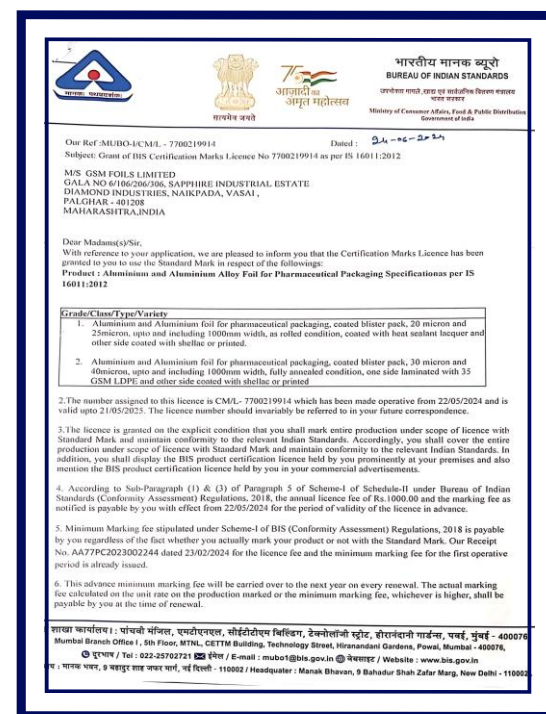 मानकः पथप्रदर्शकः
सत्यमेव जयते
आज़ादी का
अमृत महोत्सव
भारतीय मानक ब्यूरो
BUREAU OF INDIAN STANDARDS
उपभोक्ता मामले, खाद्य एवं सार्वजनिक वितरण मंत्रालय
भारत सरकार
Ministry of Consumer Affairs, Food & Public Distribution
Government of India
Our Ref :MUBO-I/CM/L - 7700219914 Dated : 24-06-2024
Subject: Grant of BIS Certification Marks Licence No 7700219914 as per IS 16011:2012
M/S GSM FOILS LIMITED
GALA NO 6/106/206/306, SAPPHIRE INDUSTRIAL ESTATE
DIAMOND INDUSTRIES, NAIKPADA, VASAI ,
PALGHAR - 401208
MAHARASHTRA,INDIA
Dear Madams(s)/Sir,
With reference to your application, we are pleased to inform you that the Certification Marks Licence has been
granted to you to use the Standard Mark in respect of the followings:
Product : Aluminium and Aluminium Alloy Foil for Pharmaceutical Packaging Specificationas per IS
16011:2012
Grade/Class/Type/Variety
1. Aluminium and Aluminium foil for pharmaceutical packaging, coated blister pack, 20 micron and
25micron, upto and including 1000mm width, as rolled condition, coated with heat sealant lacquer and
other side coated with shellac or printed.
2. Aluminium and Aluminium foil for pharmaceutical packaging, coated blister pack, 30 micron and
40micron, upto and including 1000mm width, fully annealed condition, one side laminated with 35
GSM LDPE and other side coated with shellac or printed
2.The number assigned to this licence is CM/L- 7700219914 which has been made operative from 22/05/2024 and is
valid upto 21/05/2025. The licence number should invariably be referred to in your future correspondence.
3.The licence is granted on the explicit condition that you shall mark entire production under scope of licence with
Standard Mark and maintain conformity to the relevant Indian Standards. Accordingly, you shall cover the entire
production under scope of licence with Standard Mark and maintain conformity to the relevant Indian Standards. In
addition, you shall display the BIS product certification licence held by you prominently at your premises and also
mention the BIS product certification licence held by you in your commercial advertisements.
4. According to Sub-Paragraph (1) & (3) of Paragraph 5 of Scheme-I of Schedule-II under Bureau of Indian
Standards (Conformity Assessment) Regulations, 2018, the annual licence fee of Rs.1000.00 and the marking fee as
notified is payable by you with effect from 22/05/2024 for the period of validity of the licence in advance.
5. Minimum Marking fee stipulated under Scheme-I of BIS (Conformity Assessment) Regulations, 2018 is payable
by you regardless of the fact whether you actually mark your product or not with the Standard Mark. Our Receipt
No. AA77PC2023002244 dated 23/02/2024 for the licence fee and the minimum marking fee for the first operative
period is already issued.
6. This advance minimum marking fee will be carried over to the next year on every renewal. The actual marking
fee calculated on the unit rate on the production marked or the minimum marking fee, whichever is higher, shall be
payable by you at the time of renewal.
शाखा कार्यालय। : पांचवी मंजिल, एमटीएनएल, सीईटीटीएम बिल्डिंग, टेक्नोलॉजी स्ट्रीट, हीरानंदानी गार्डन्स, पवई, मुंबई - 400076
Mumbai Branch Office I , 5th Floor, MTNL, CETTM Building, Technology Street, Hiranandani Gardens, Powai, Mumbai - 400076,
दूरभाष / Tel : 022-25702721 ईमेल / E-mail : mubo1@bis.gov.in वेबसाइट / Website : www.bis.gov.in
य : मानक भवन, 9 बहादुर शाह जफर मार्ग, नई दिल्ली - 110002 / Headquater : Manak Bhavan, 9 Bahadur Shah Zafar Marg, New Delhi - 110002